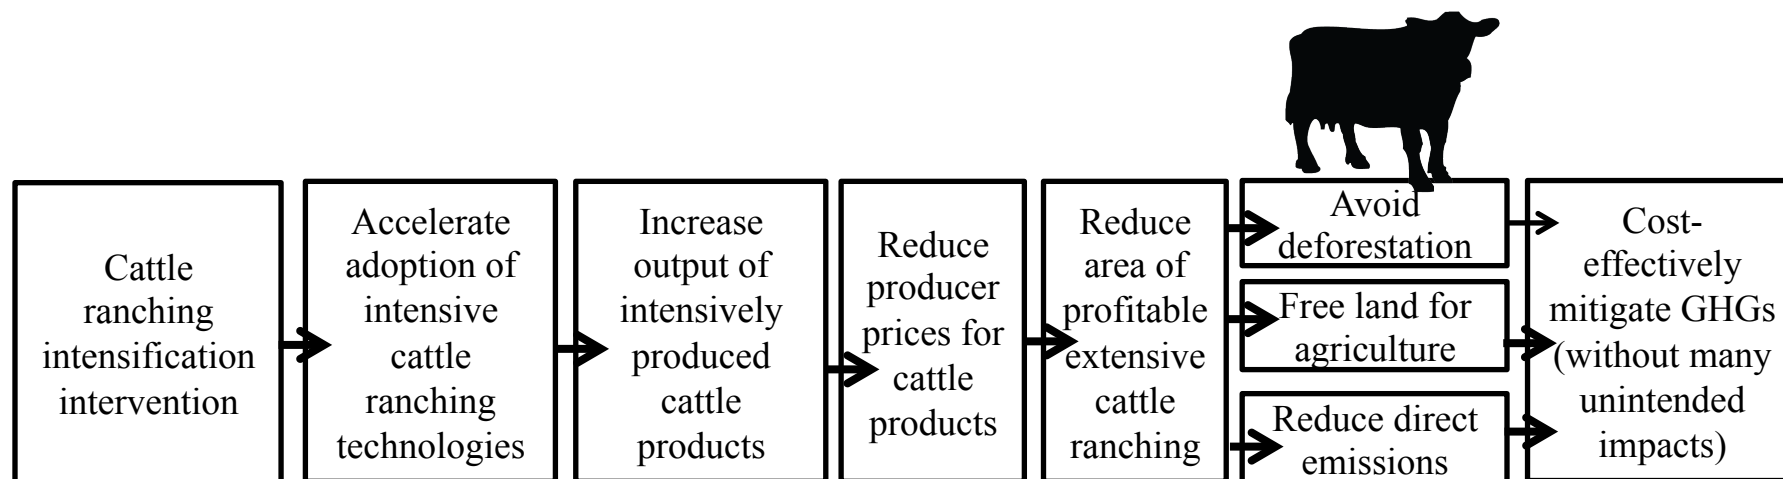 Cattle
ranching
intensification
intervention
Accelerate
adoption of
intensive
cattle
ranching
technologies
Increase
output of
intensively
produced
cattle
products
Reduce
producer
prices for
cattle
products
Reduce
area of
profitable
extensive
cattle
ranching
Avoid
deforestation
Free land for
agriculture
Reduce direct
emissions
Cost-
effectively
mitigate GHGs
(without many
unintended
impacts)